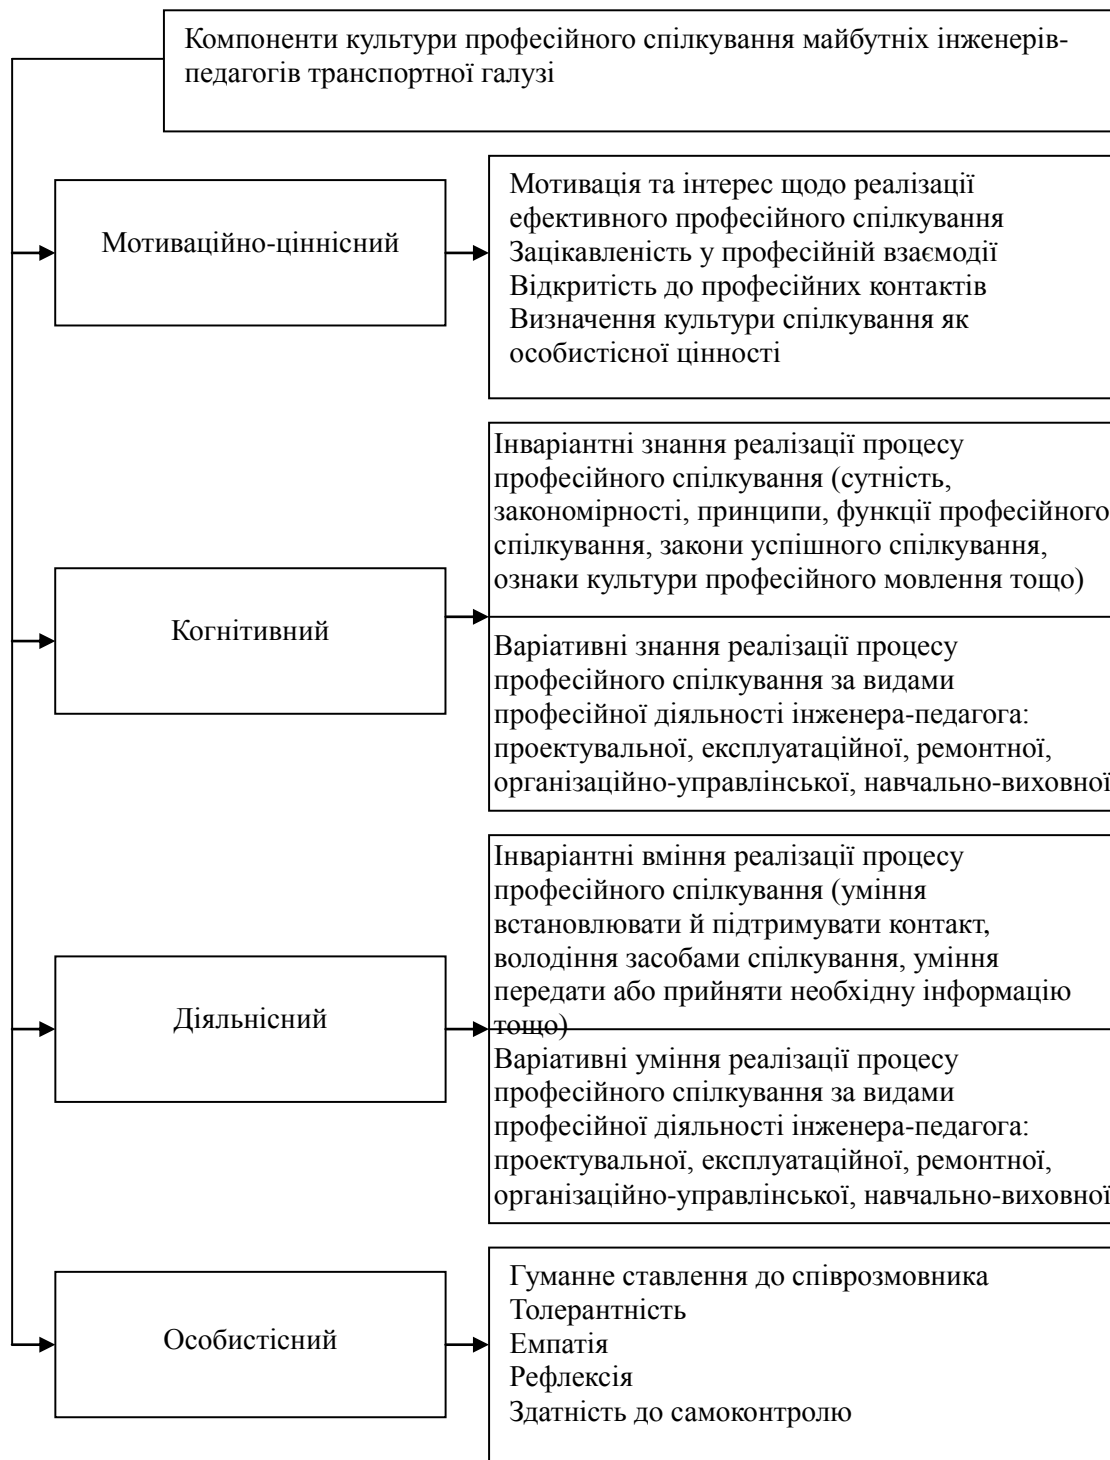 Компоненти культури професійного спілкування майбутніх інженерів-
педагогів транспортної галузі
Мотиваційно-ціннісний
Мотивація та інтерес щодо реалізації
ефективного професійного спілкування
Зацікавленість у професійній взаємодії
Відкритість до професійних контактів
Визначення культури спілкування як
особистісної цінності
Когнітивний
Інваріантні знання реалізації процесу
професійного спілкування (сутність,
закономірності, принципи, функції професійного
спілкування, закони успішного спілкування,
ознаки культури професійного мовлення тощо)
Варіативні знання реалізації процесу
професійного спілкування за видами
професійної діяльності інженера-педагога:
проектувальної, експлуатаційної, ремонтної,
організаційно-управлінської, навчально-виховної
Діяльнісний
Інваріантні вміння реалізації процесу
професійного спілкування (уміння
встановлювати й підтримувати контакт,
володіння засобами спілкування, уміння
передати або прийняти необхідну інформацію
тощо)
Варіативні уміння реалізації процесу
професійного спілкування за видами
професійної діяльності інженера-педагога:
проектувальної, експлуатаційної, ремонтної,
організаційно-управлінської, навчально-виховної
Особистісний
Гуманне ставлення до співрозмовника
Толерантність
Емпатія
Рефлексія
Здатність до самоконтролю